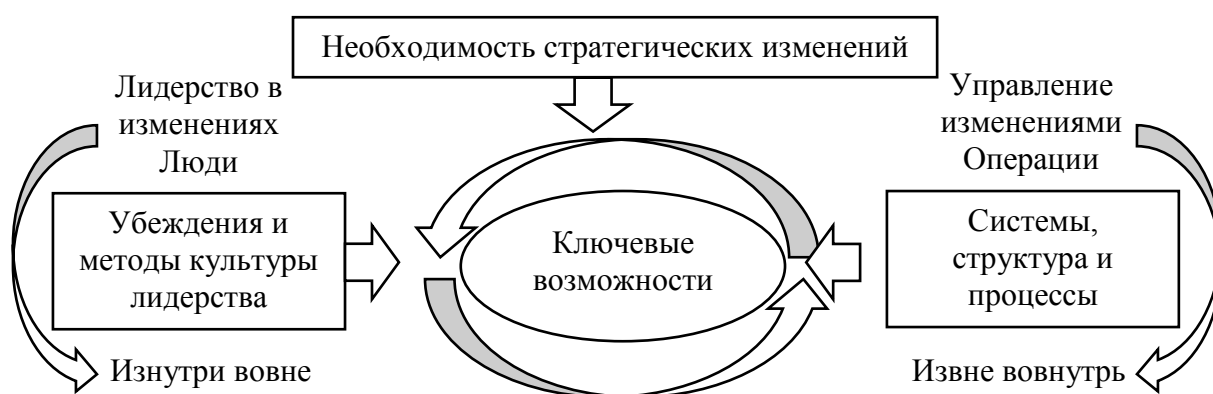 Необходимость стратегических изменений
Лидерство в
изменениях
Люди
Управление
изменениями
Операции
Убеждения и
методы культуры
лидерства
Ключевые
возможности
Системы,
структура и
процессы
Изнутри вовне
Извне вовнутрь